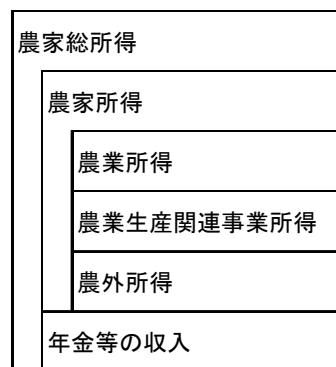 農家総所得
農家所得
農業所得
農業生産関連事業所得
農外所得
年金等の収入